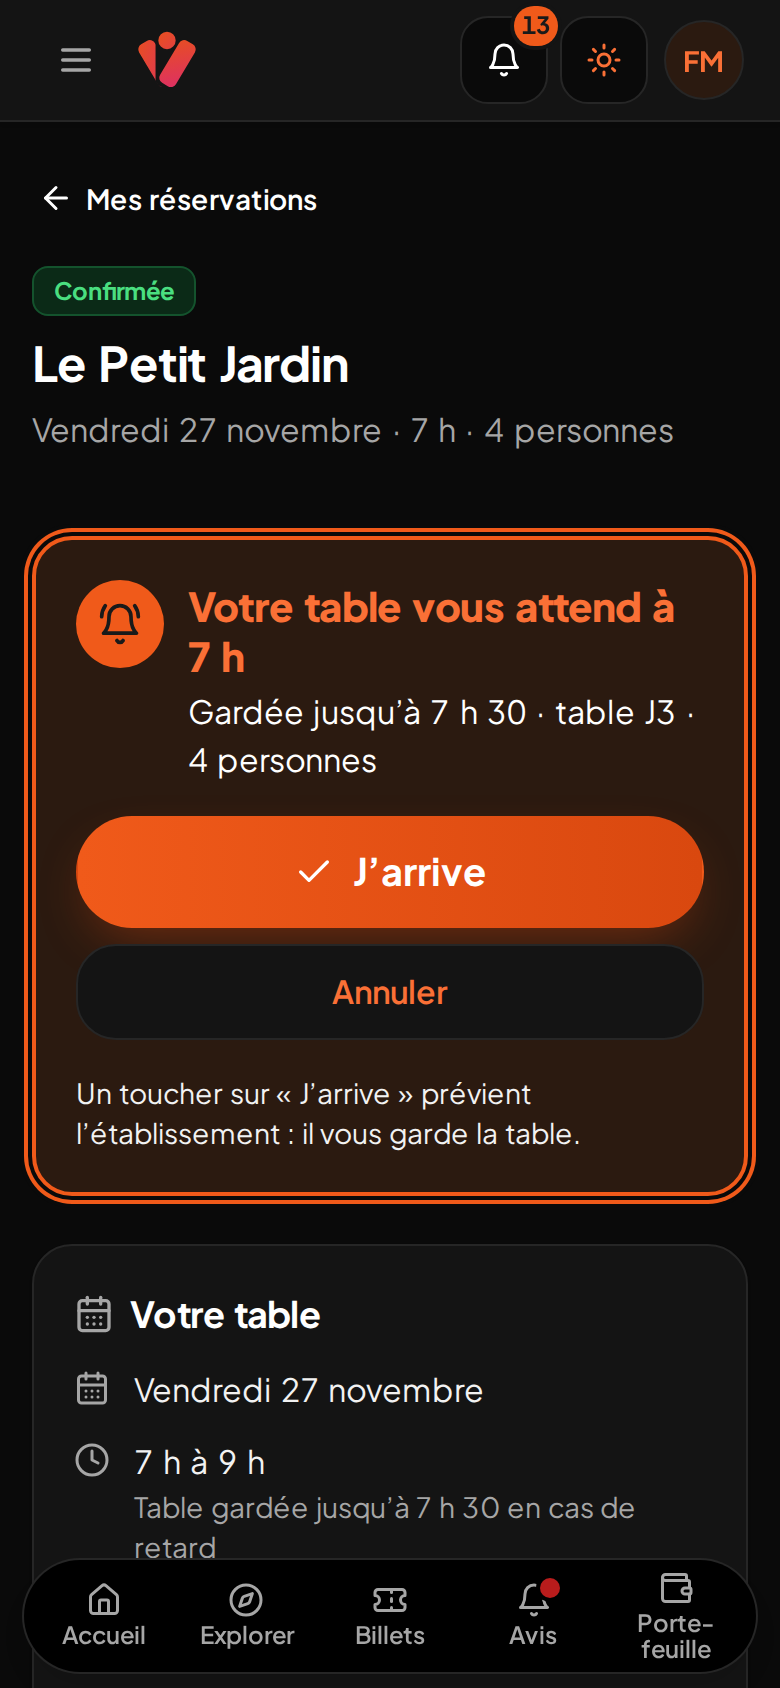 13
FM
Mes réservations
Confirmée
Le Petit Jardin
Vendredi 27 novembre · 7 h · 4 personnes
Votre table vous attend à
7 h
Gardée jusqu’à 7 h 30 · table J3 ·
4 personnes
J’arrive
Annuler
Un toucher sur « J’arrive » prévient
l’établissement : il vous garde la table.
Votre table
Vendredi 27 novembre
7 h à 9 h
Table gardée jusqu’à 7 h 30 en cas de
retard
Accueil
Explorer
Billets
Avis
Porte-
feuille